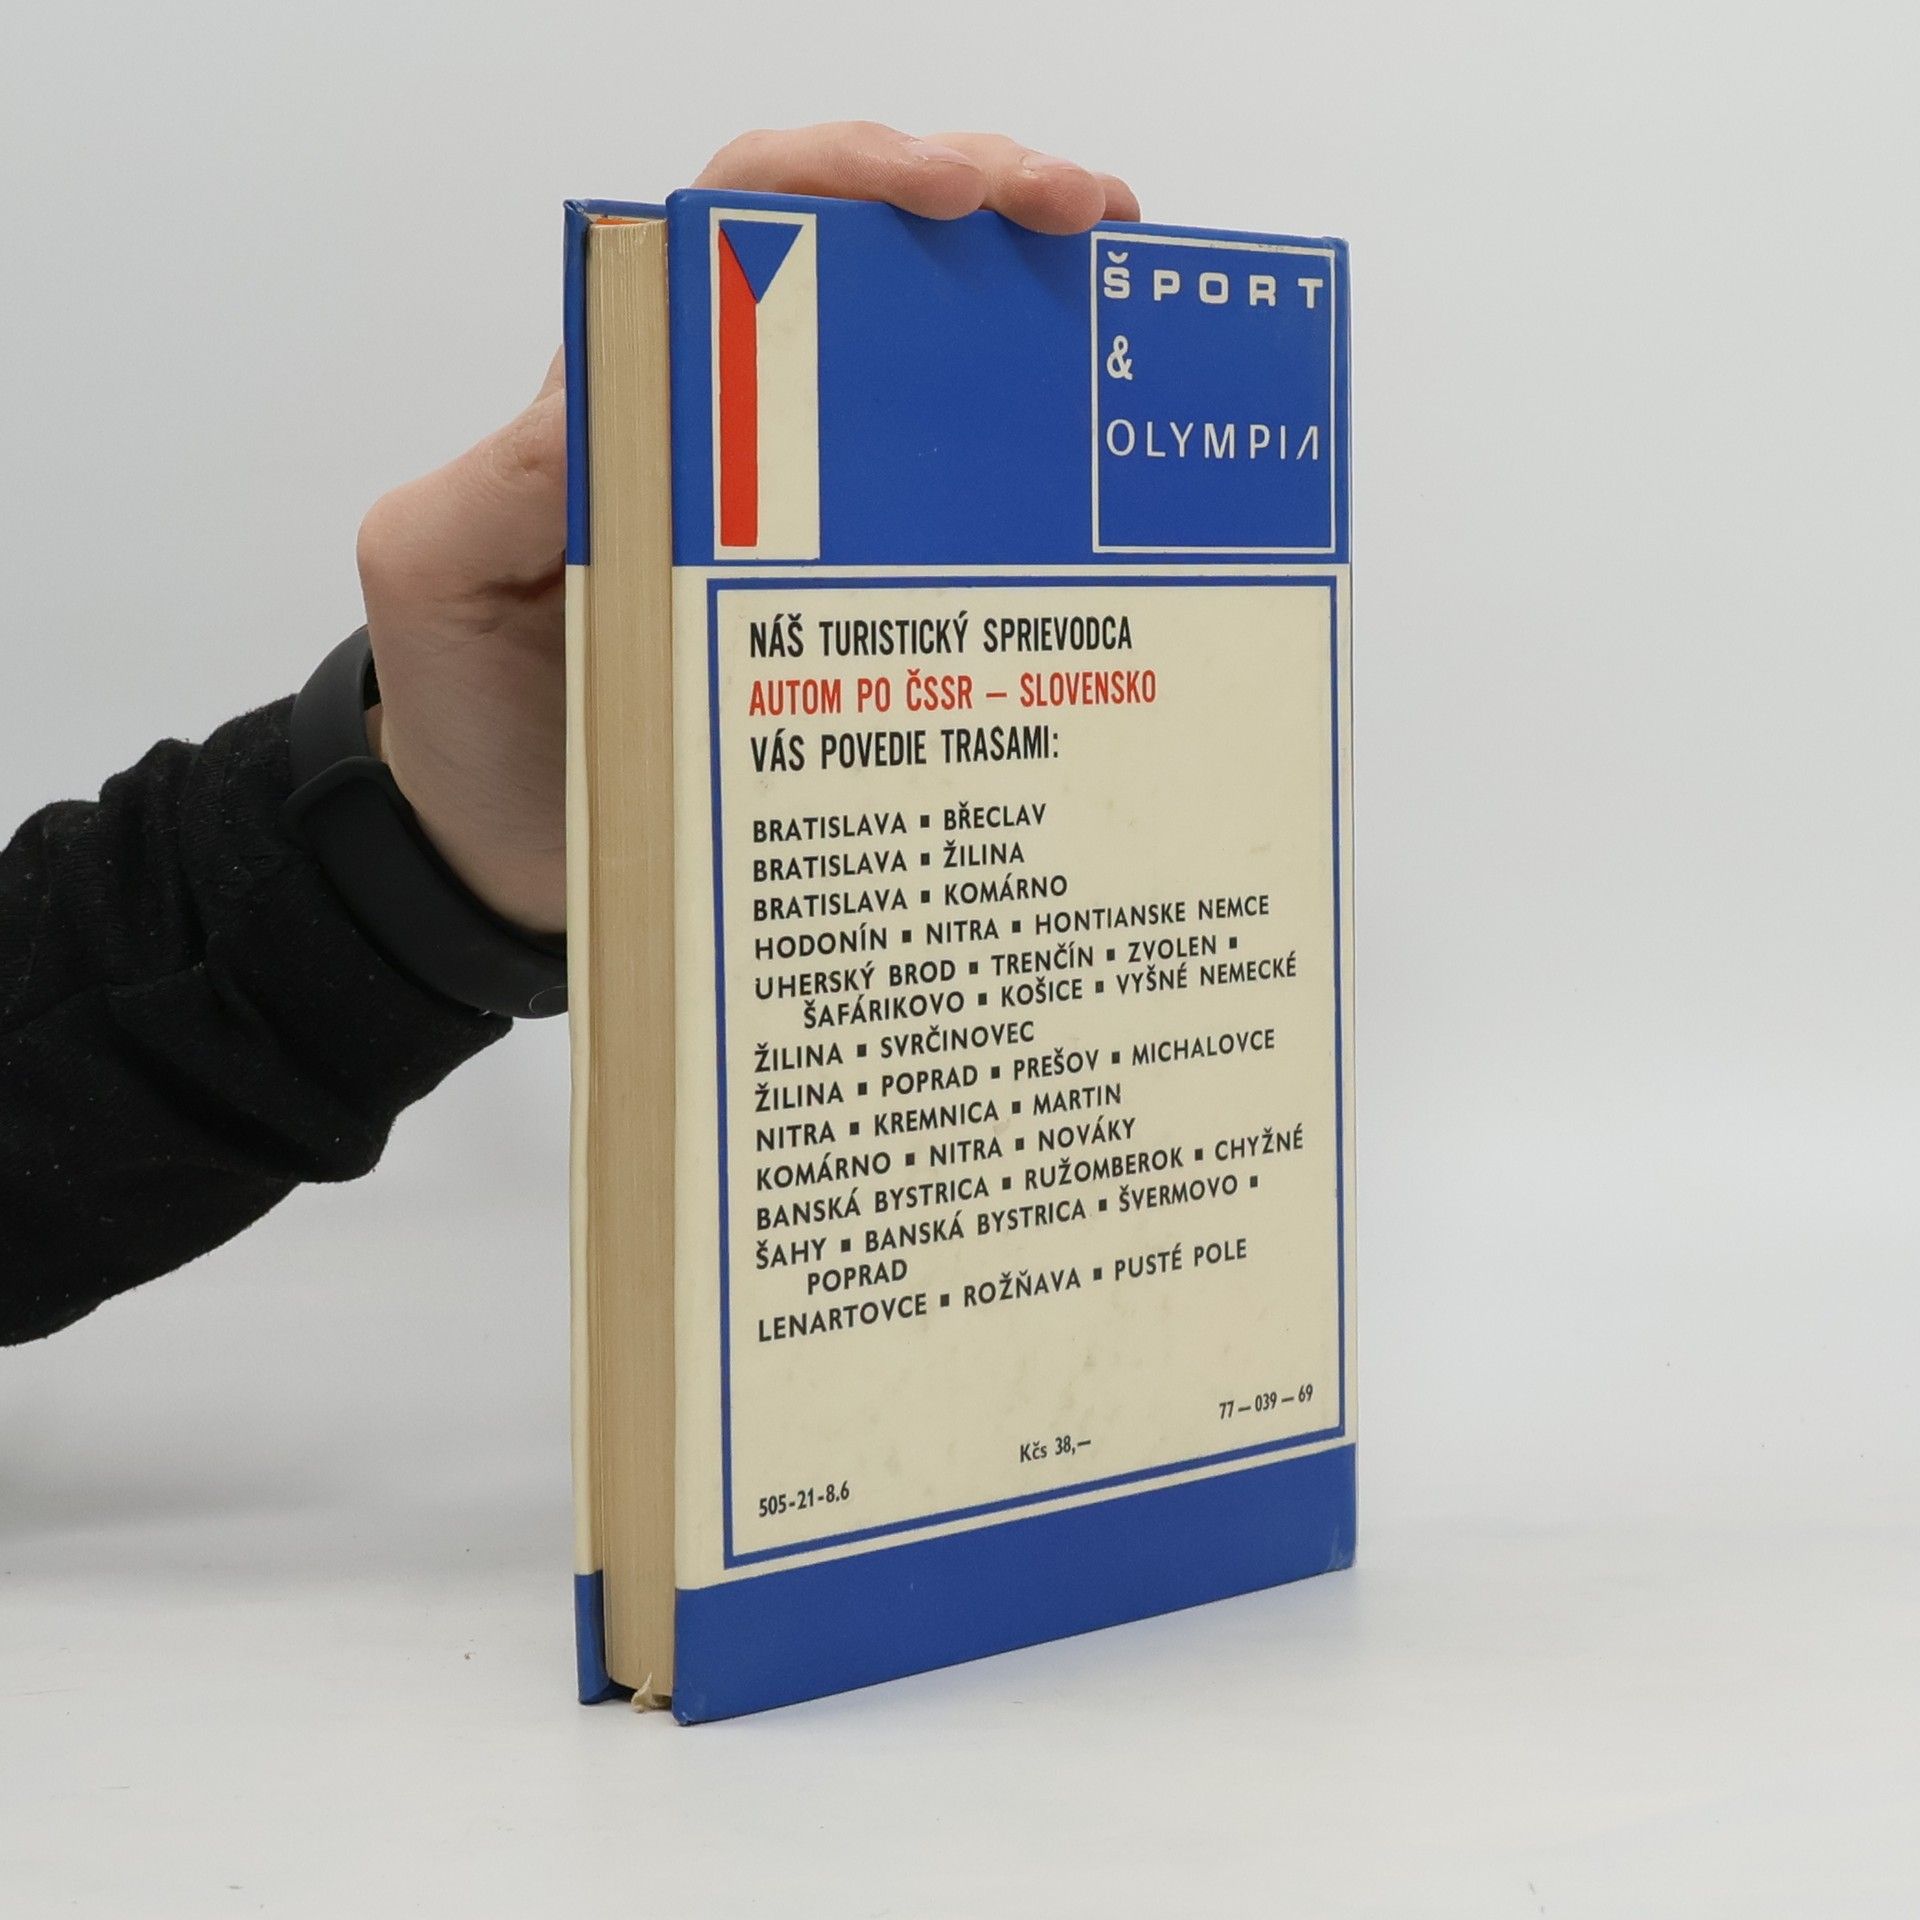 ŠPORT
&
OLYMPIA
NÁŠ TURISTICKÝ SPRIEVODCA
AUTOM PO ČSSR – SLOVENSKO
VÁS POVEDIE TRASAMI:
BRATISLAVA ▪ BŘECLAV
BRATISLAVA ▪ ŽILINA
BRATISLAVA ▪ KOMÁRNO
HODONÍN ▪ NITRA ▪ HONTIANSKE NEMCE
UHERSKÝ BROD ▪ TRENČÍN ▪ ZVOLEN ▪
ŠAFÁRIKOVO ▪ KOŠICE ▪ VYŠNÉ NEMECKÉ
ŽILINA ▪ SVRČINOVEC
ŽILINA ▪ POPRAD ▪ PREŠOV ▪ MICHALOVCE
NITRA ▪ KREMNICA ▪ MARTIN
KOMÁRNO ▪ NITRA ▪ NOVÁKY
BANSKÁ BYSTRICA ▪ RUŽOMBEROK ▪ CHYŽNÉ
ŠAHY ▪ BANSKÁ BYSTRICA ▪ ŠVERMOVO ▪
POPRAD
LENARTOVCE ▪ ROŽŇAVA ▪ PUSTÉ POLE
77 – 039 – 69
Kčs 38,–
505-21-8.6